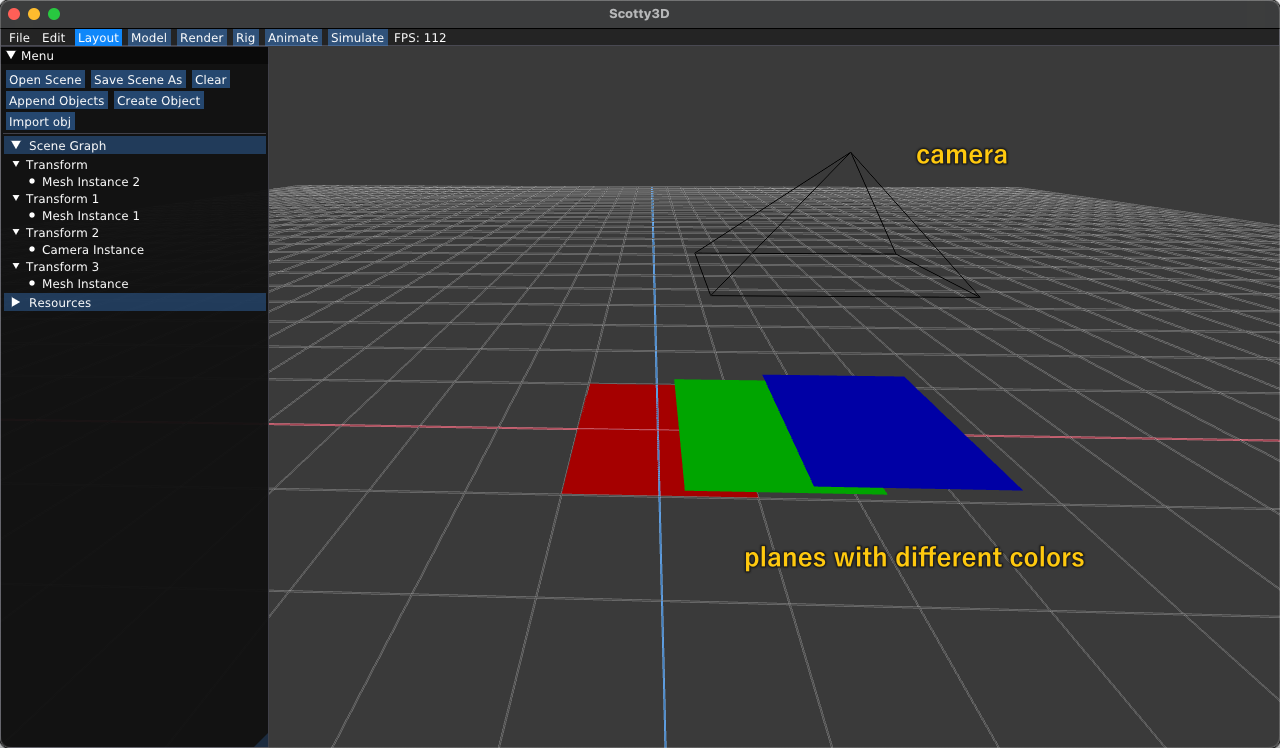 Scotty3D
File Edit Layout Model Render Rig Animate Simulate FPS: 112
Menu
Open Scene Save Scene As Clear
Append Objects Create Object
Import obj
Scene Graph
Transform
Mesh Instance 2
Transform 1
Mesh Instance 1
Transform 2
Camera Instance
Transform 3
Mesh Instance
Resources
camera
planes with different colors